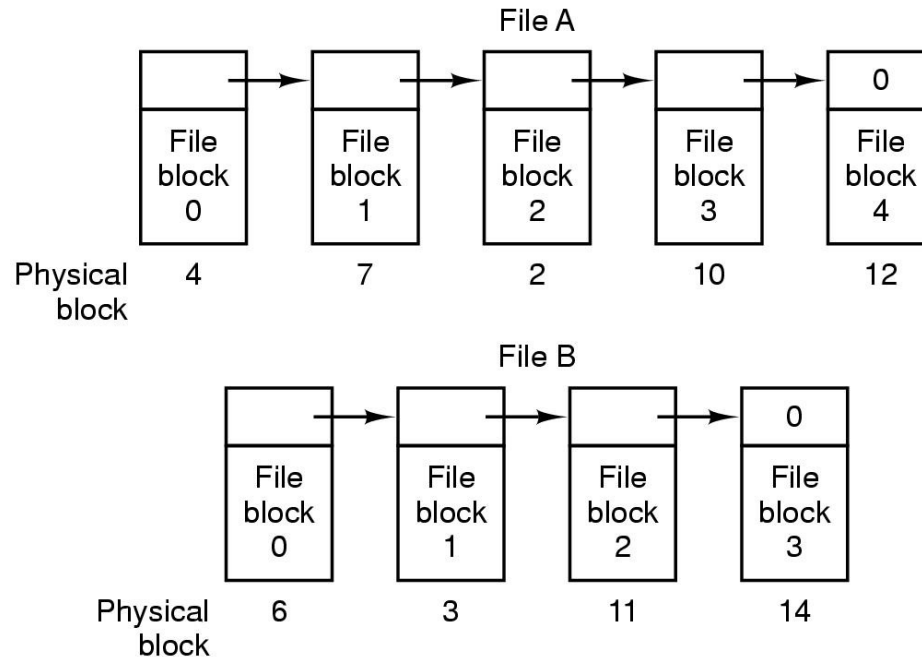 File A
0
File
block
0
File
block
1
File
block
2
File
block
3
File
block
4
Physical
block
4 7 2 10 12
File B
0
File
block
0
File
block
1
File
block
2
File
block
3
Physical
block
6 3 11 14